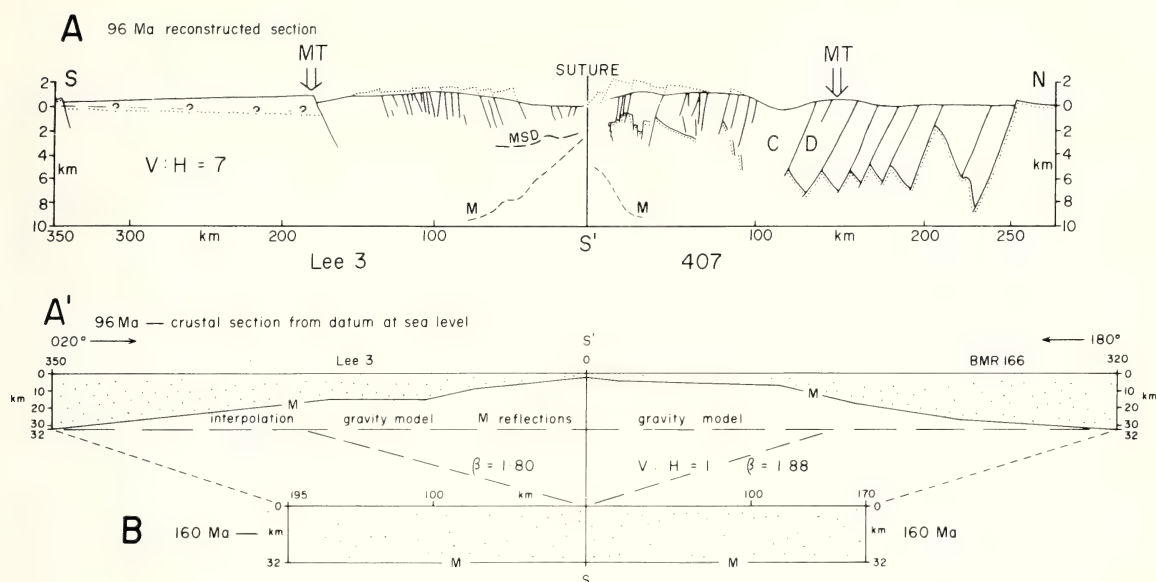 A 96 Ma reconstructed section
MT MT
S SUTURE N
2 2
0 ? ? ? ? 0
2 MSD C D 2
4 4
km V : H = 7 km
6 6
8 M M 8
10 10
350 300 km 200 100 S' 100 km 200 250
Lee 3 407
A' 96 Ma — crustal section from datum at sea level
020° S' 180°
350 Lee 3 0 BMR 166 320
0 0
km 10 10 km
20 M M 20
30 interpolation gravity model M reflections gravity model 30
32 32
β = 1·80 V : H = 1 β = 1·88
195 100 km 100 170
0 0
B 160 Ma — km km 160 Ma
32 M M 32
S